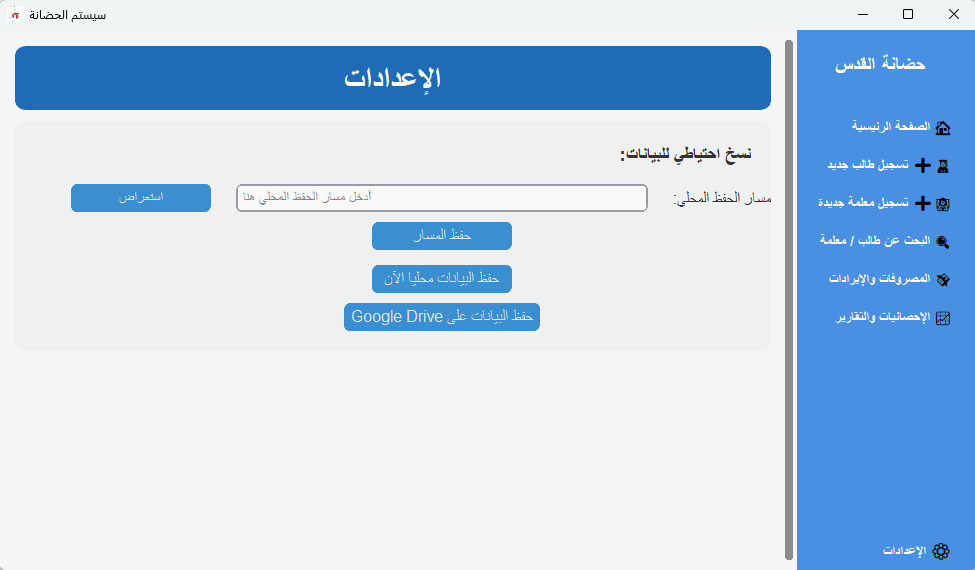 سيستم الحضانة
حضانة القدس
الصفحة الرئيسية
تسجيل طالب جديد
تسجيل معلمة جديدة
البحث عن طالب / معلمة
المصروفات والإيرادات
الإحصائيات والتقارير
الإعدادات
الإعدادات
نسخ احتياطي للبيانات:
مسار الحفظ المحلي: أدخل مسار الحفظ المحلي هنا استعراض
حفظ المسار
حفظ البيانات محليا الآن
حفظ البيانات على Google Drive